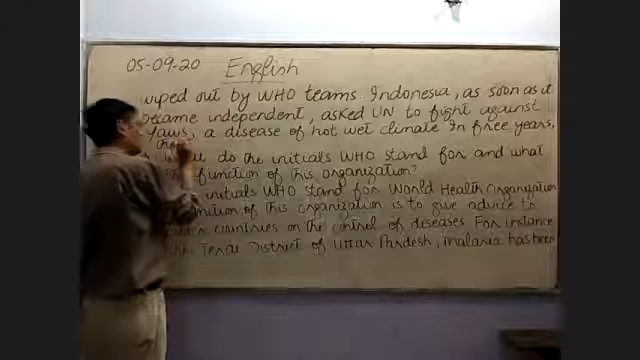 05-09-20 English
wiped out by WHO teams. Indonesia, as soon as it
became independent, asked UN to fight against
Yaws, a disease of hot wet climate In free years,
do the initials WHO stand for and what
function of this organization?
initials WHO stand for World Health Organization
function of this organization is to give advice to
countries on the control of diseases For instance
Terai District of Uttar Pardesh, malaria has been